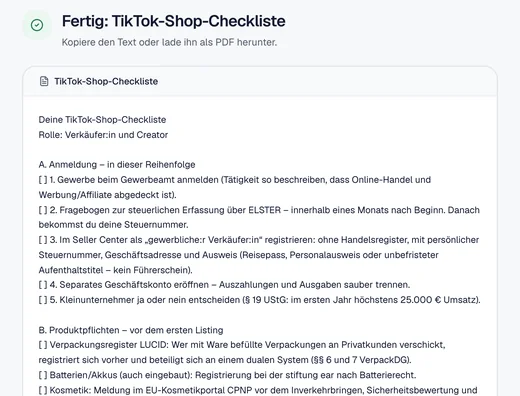 Fertig: TikTok-Shop-Checkliste
Kopiere den Text oder lade ihn als PDF herunter.
TikTok-Shop-Checkliste
Deine TikTok-Shop-Checkliste
Rolle: Verkäufer:in und Creator
A. Anmeldung – in dieser Reihenfolge
[ ] 1. Gewerbe beim Gewerbeamt anmelden (Tätigkeit so beschreiben, dass Online-Handel und
Werbung/Affiliate abgedeckt ist).
[ ] 2. Fragebogen zur steuerlichen Erfassung über ELSTER – innerhalb eines Monats nach Beginn. Danach
bekommst du deine Steuernummer.
[ ] 3. Im Seller Center als „gewerbliche:r Verkäufer:in“ registrieren: ohne Handelsregister, mit persönlicher
Steuernummer, Geschäftsadresse und Ausweis (Reisepass, Personalausweis oder unbefristeter
Aufenthaltstitel – kein Führerschein).
[ ] 4. Separates Geschäftskonto eröffnen – Auszahlungen und Ausgaben sauber trennen.
[ ] 5. Kleinunternehmer ja oder nein entscheiden (§ 19 UStG: im ersten Jahr höchstens 25.000 € Umsatz).
B. Produktpflichten – vor dem ersten Listing
[ ] Verpackungsregister LUCID: Wer mit Ware befüllte Verpackungen an Privatkunden verschickt,
registriert sich vorher und beteiligt sich an einem dualen System (§§ 6 und 7 VerpackDG).
[ ] Batterien/Akkus (auch eingebaut): Registrierung bei der stiftung ear nach Batterierecht.
[ ] Kosmetik: Meldung im EU-Kosmetikportal CPNP vor dem Inverkehrbringen, Sicherheitsbewertung und